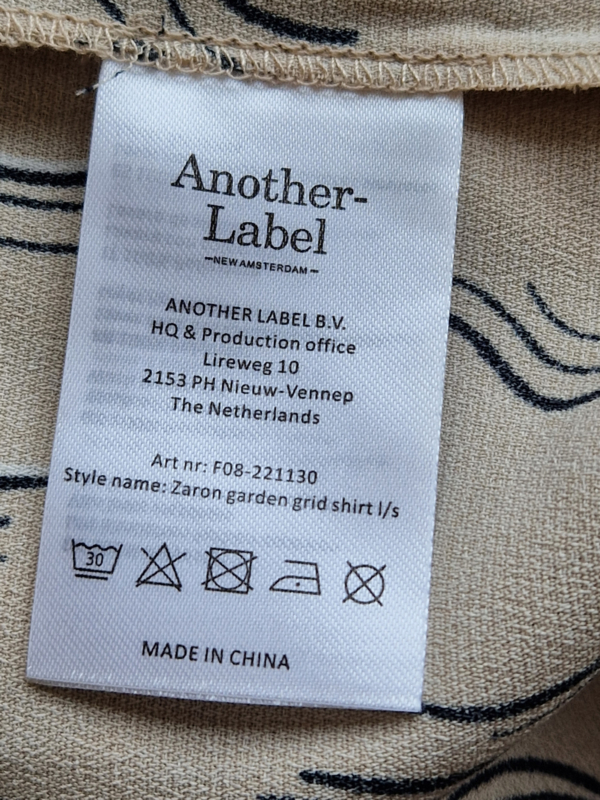 Another-
Label
NEW AMSTERDAM
ANOTHER LABEL B.V.
HQ & Production office
Lireweg 10
2153 PH Nieuw-Vennep
The Netherlands
Art nr: F08-221130
Style name: Zaron garden grid shirt l/s
30
MADE IN CHINA